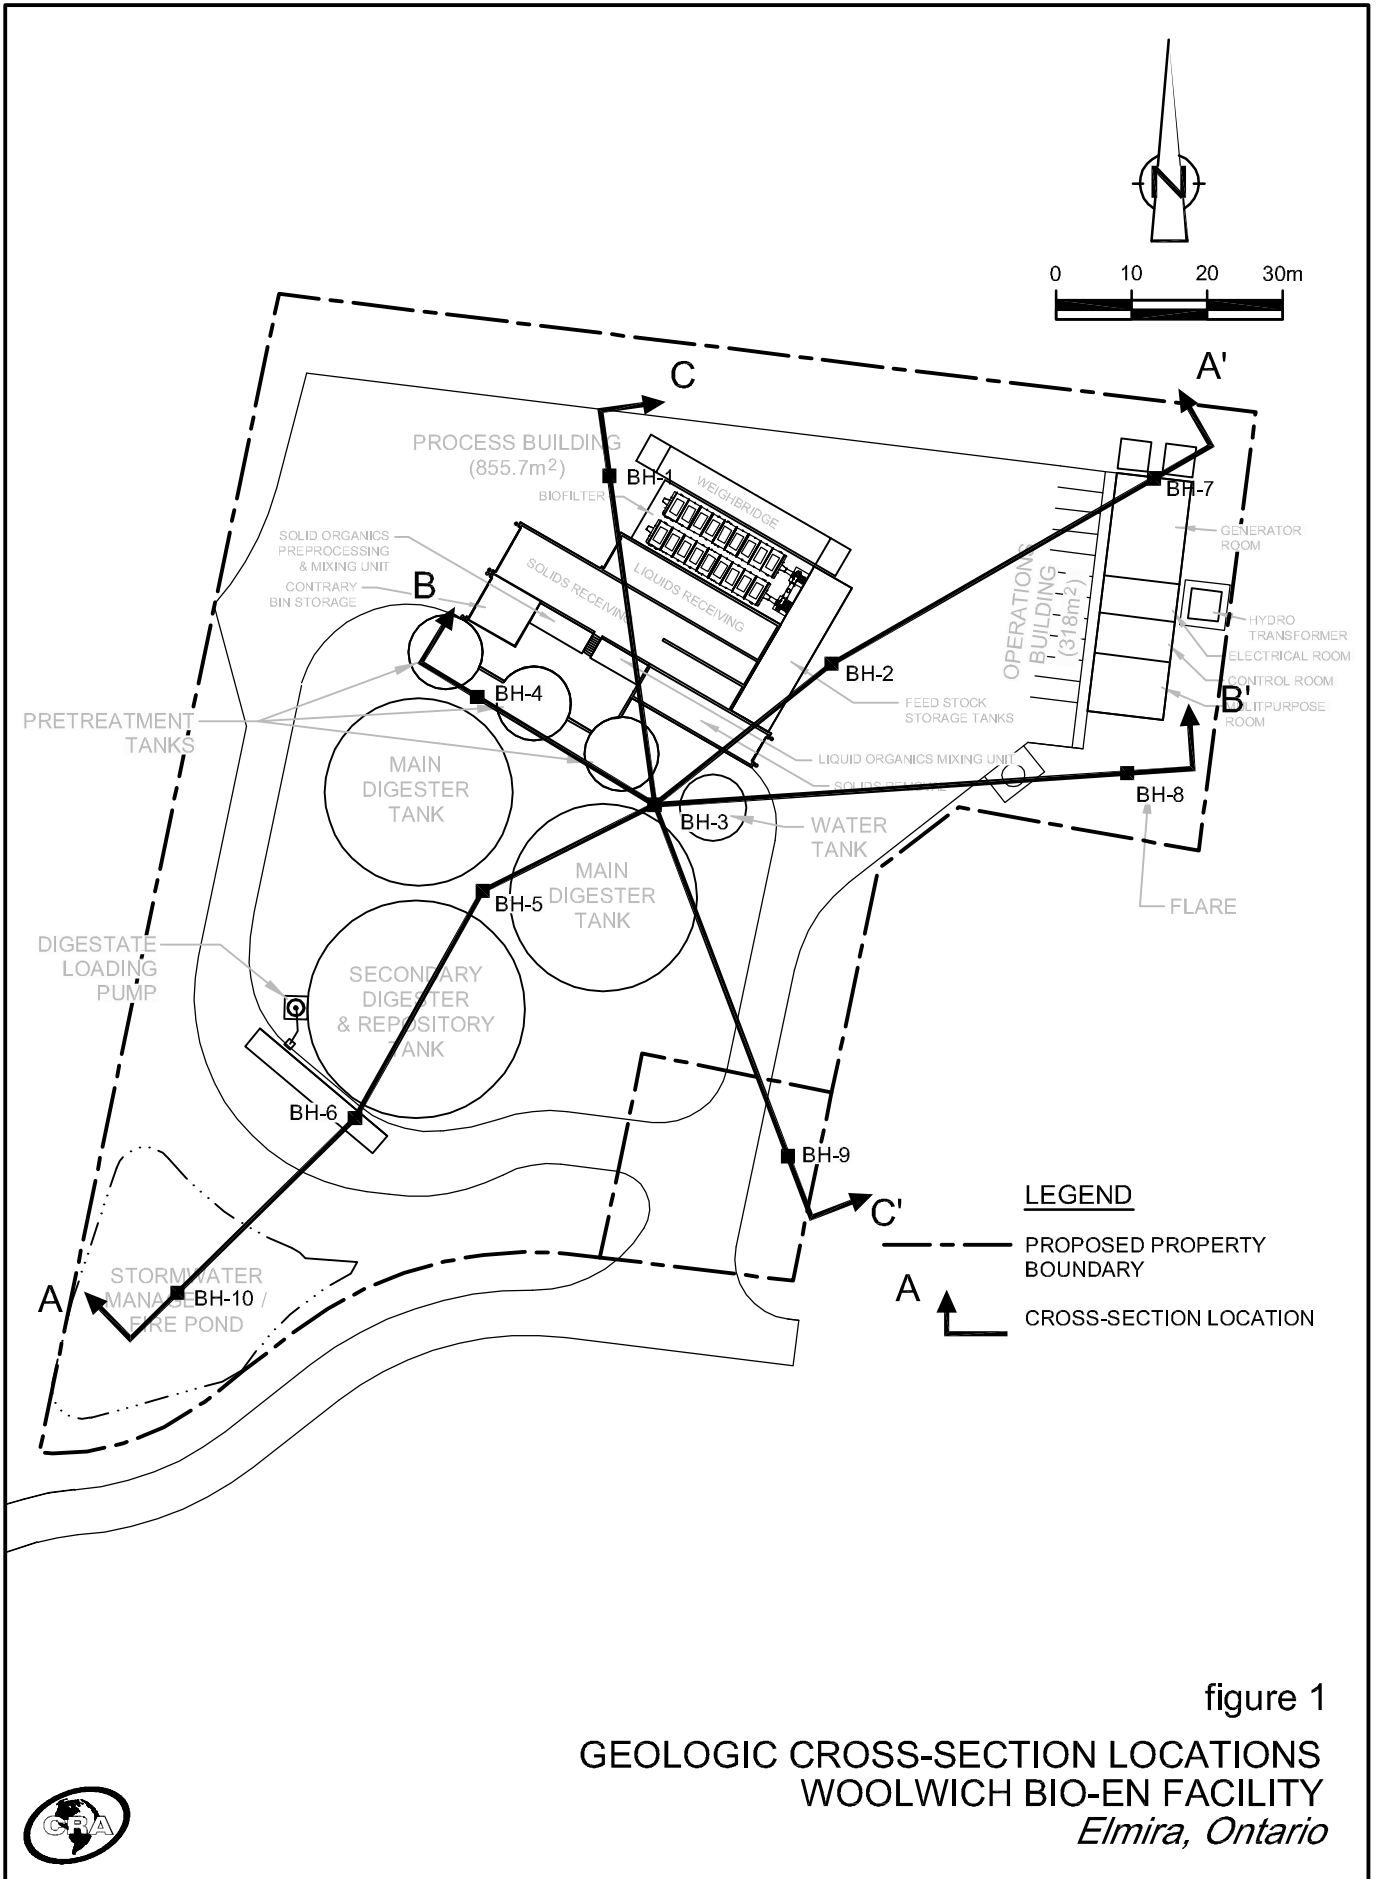 N
0 10 20 30m
A'
C
PROCESS BUILDING
(855.7m²)
BH-1
BH-7
WEIGHBRIDGE
BIOFILTER
SOLID ORGANICS
PREPROCESSING
& MIXING UNIT
CONTRARY
BIN STORAGE
SOLIDS RECEIVING
LIQUIDS RECEIVING
GENERATOR
ROOM
OPERATIONS
BUILDING
(318m²)
HYDRO
TRANSFORMER
ELECTRICAL ROOM
CONTROL ROOM
B'
ROOM
B
BH-4
BH-2
FEED STOCK
STORAGE TANKS
PRETREATMENT
TANKS
LIQUID ORGANICS MIXING UNIT
SOLIDS REMOVAL
MAIN
DIGESTER
TANK
BH-8
BH-3
WATER
TANK
MAIN
DIGESTER
TANK
BH-5
FLARE
DIGESTATE
LOADING
PUMP
SECONDARY
DIGESTER
& REPOSITORY
TANK
BH-6
BH-9
C'
LEGEND
PROPOSED PROPERTY
BOUNDARY
A
CROSS-SECTION LOCATION
A
STORMWATER
/
FIRE POND
BH-10
figure 1
GEOLOGIC CROSS-SECTION LOCATIONS
WOOLWICH BIO-EN FACILITY
Elmira, Ontario
CRA